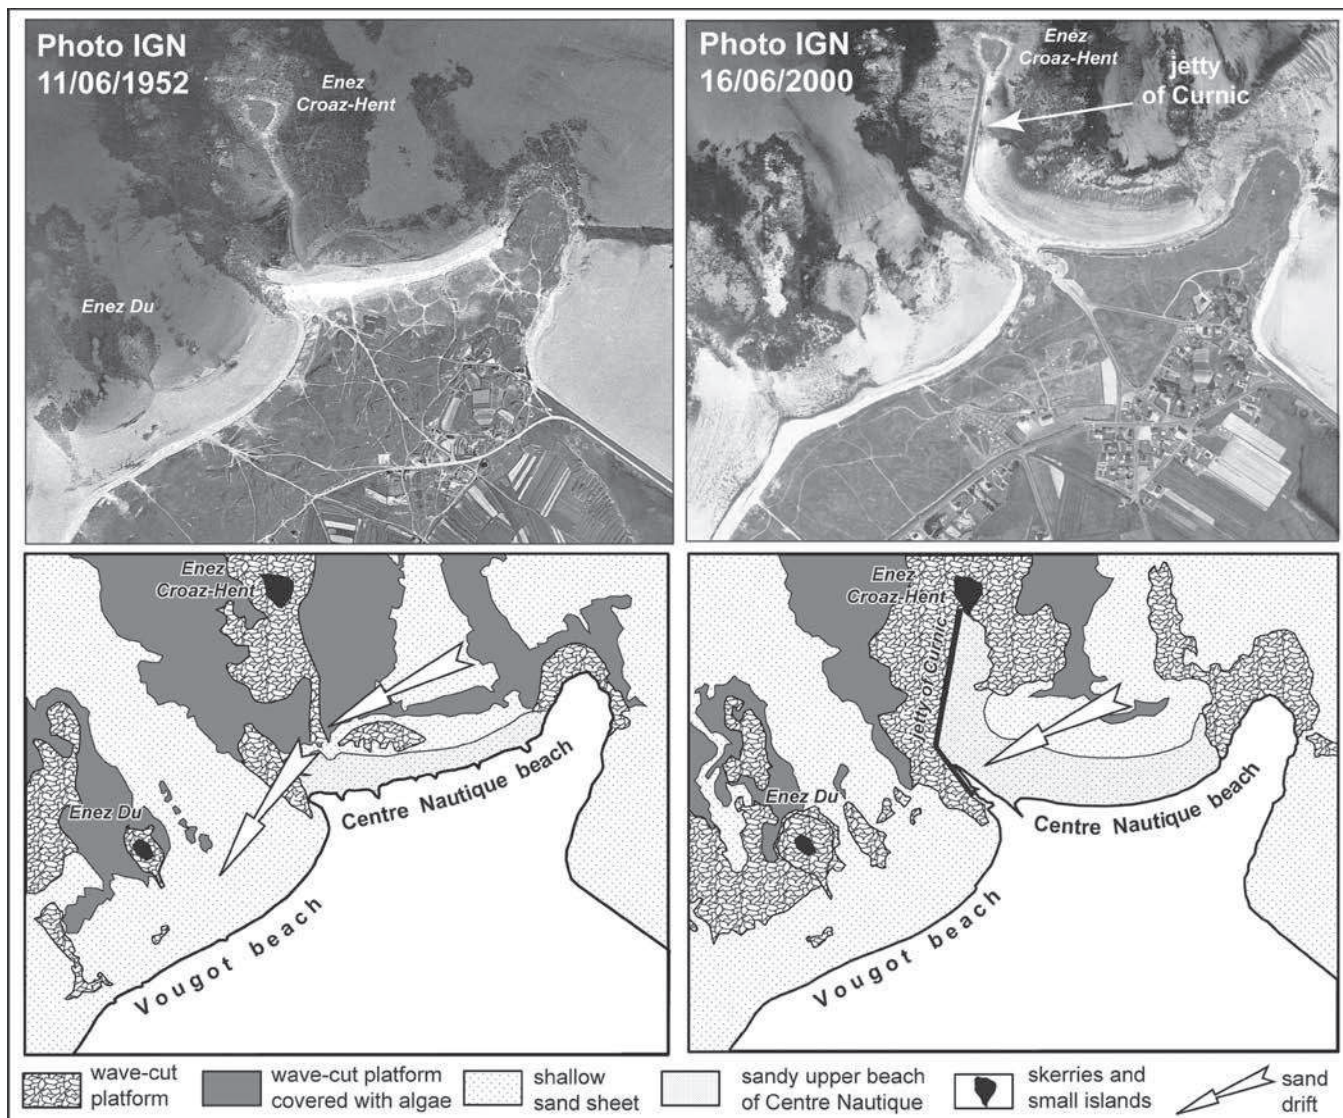 Photo IGN
11/06/1952
Enez
Croaz-Hent
Enez Du
Photo IGN
16/06/2000
Enez
Croaz-Hent
jetty
of Curnic
Enez
Croaz-Hent
Enez Du
Centre Nautique beach
Vougot beach
Enez
Croaz-Hent
jetty of Curnic
Enez Du
Centre Nautique beach
Vougot beach
wave-cut
platform
wave-cut platform
covered with algae
shallow
sand sheet
sandy upper beach
of Centre Nautique
skerries and
small islands
sand
drift